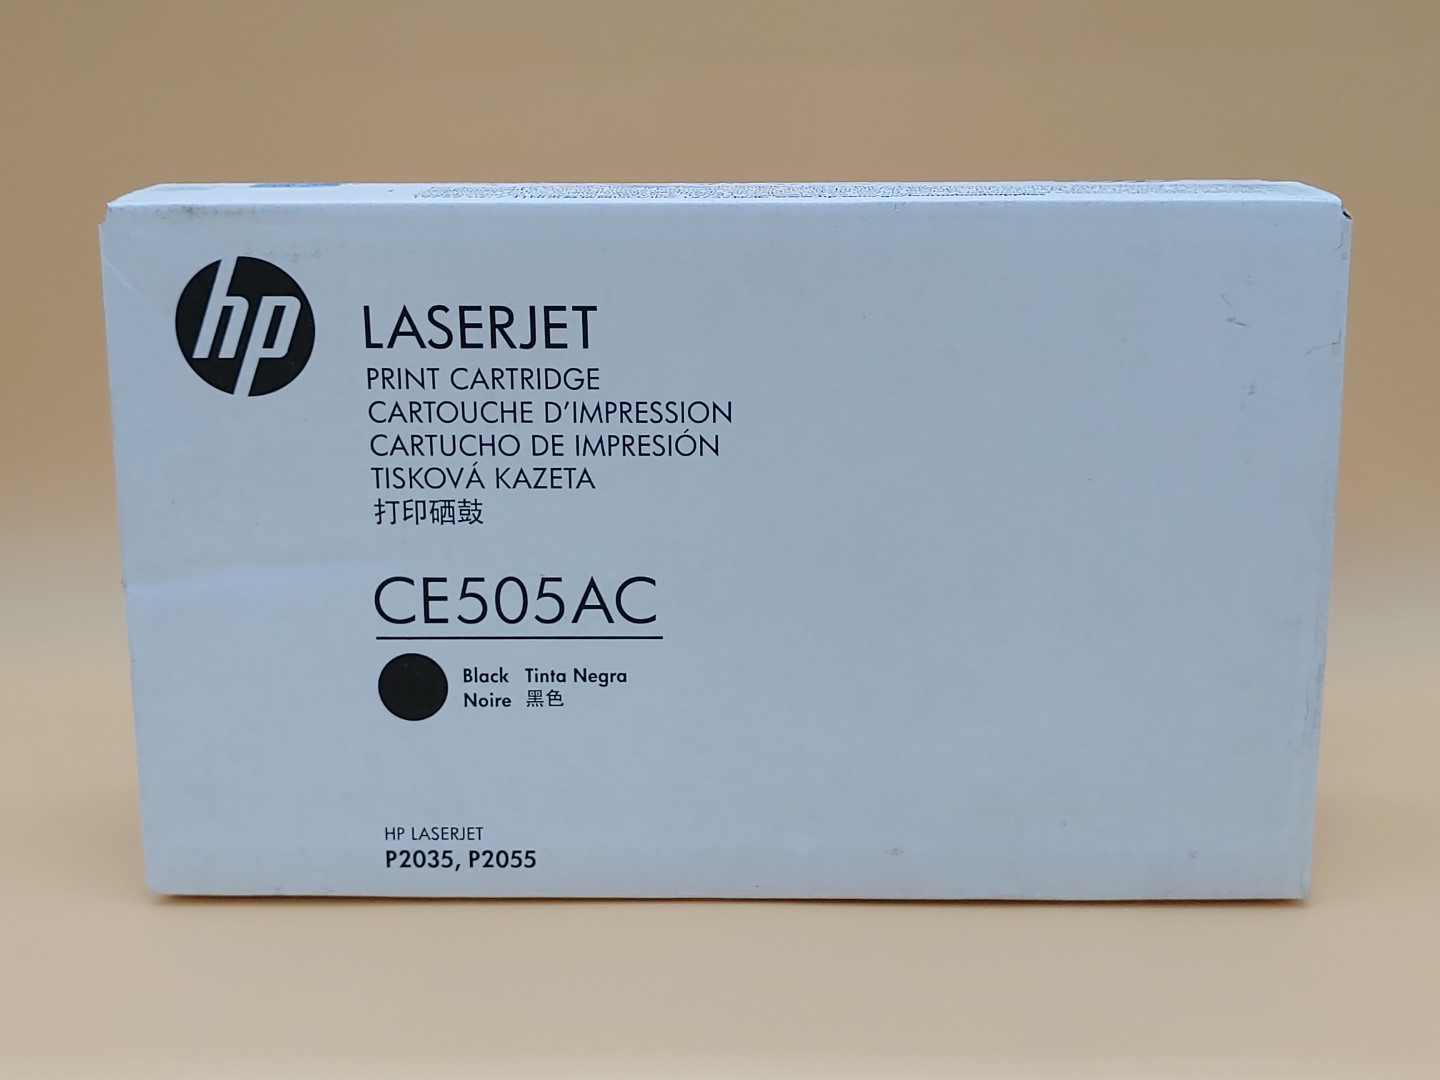 hp
LASERJET
PRINT CARTRIDGE
CARTOUCHE D'IMPRESSION
CARTUCHO DE IMPRESIÓN
TISKOVÁ KAZETA
打印硒鼓
CE505AC
Black Tinta Negra
Noire 黑色
HP LASERJET
P2035, P2055